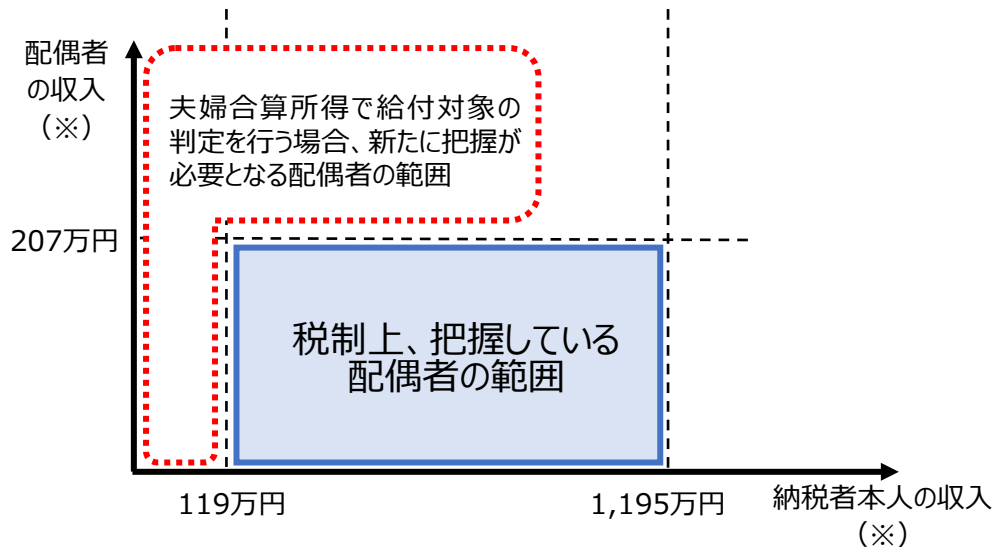 配偶者
の収入
（※）
夫婦合算所得で給付対象の
判定を行う場合、新たに把握が
必要となる配偶者の範囲
207万円
税制上、把握している
配偶者の範囲
119万円
1,195万円
納税者本人の収入
（※）